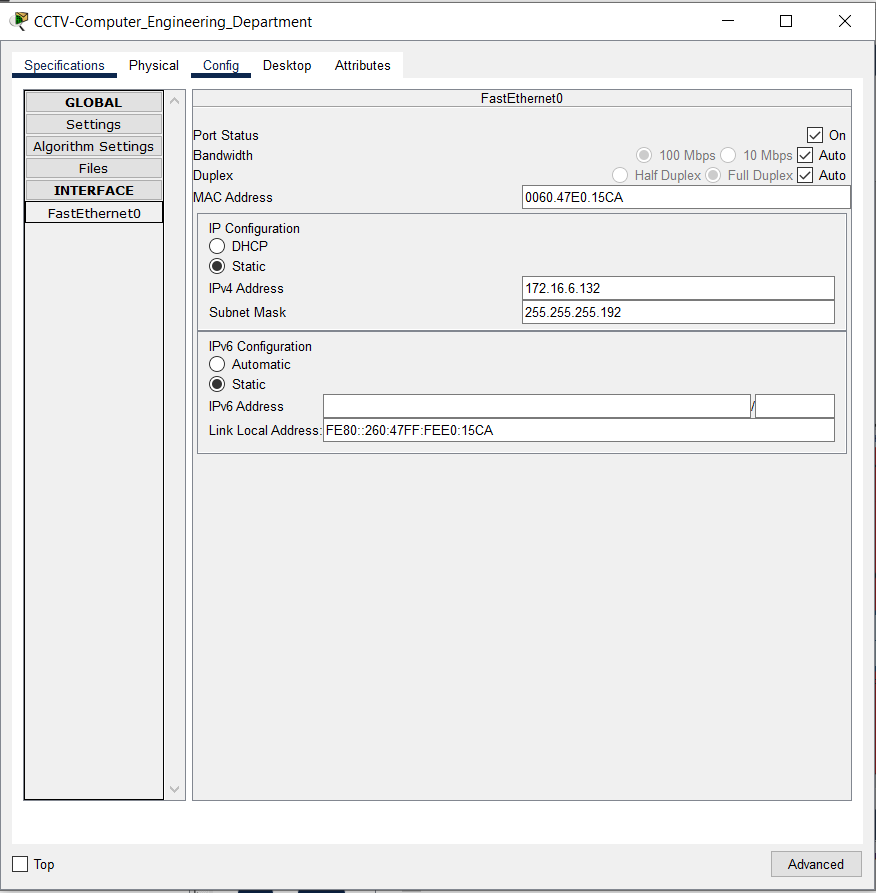 CCTV-Computer_Engineering_Department
Specifications Physical Config Desktop Attributes
GLOBAL
Settings
Algorithm Settings
Files
INTERFACE
FastEthernet0
FastEthernet0
Port Status On
Bandwidth 100 Mbps 10 Mbps Auto
Duplex Half Duplex Full Duplex Auto
MAC Address 0060.47E0.15CA
IP Configuration
DHCP
Static
IPv4 Address 172.16.6.132
Subnet Mask 255.255.255.192
IPv6 Configuration
Automatic
Static
IPv6 Address /
Link Local Address: FE80::260:47FF:FEE0:15CA
Top Advanced